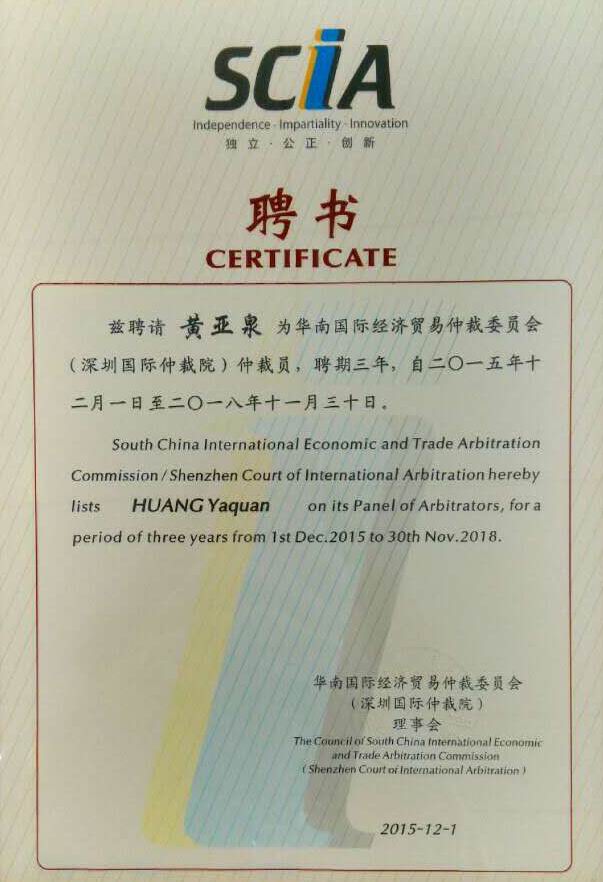 SCiA
Independence · Impartiality · Innovation
独立 · 公正 · 创新
聘书
CERTIFICATE
兹聘请 黄亚泉 为华南国际经济贸易仲裁委员会
（深圳国际仲裁院）仲裁员，聘期三年，自二〇一五年十
二月一日至二〇一八年十一月三十日。
South China International Economic and Trade Arbitration
Commission / Shenzhen Court of International Arbitration hereby
lists HUANG Yaquan on its Panel of Arbitrators, for a
period of three years from 1st Dec.2015 to 30th Nov.2018.
华南国际经济贸易仲裁委员会
（深圳国际仲裁院）
理事会
The Council of South China International Economic
and Trade Arbitration Commission
( Shenzhen Court of International Arbitration )
2015-12-1